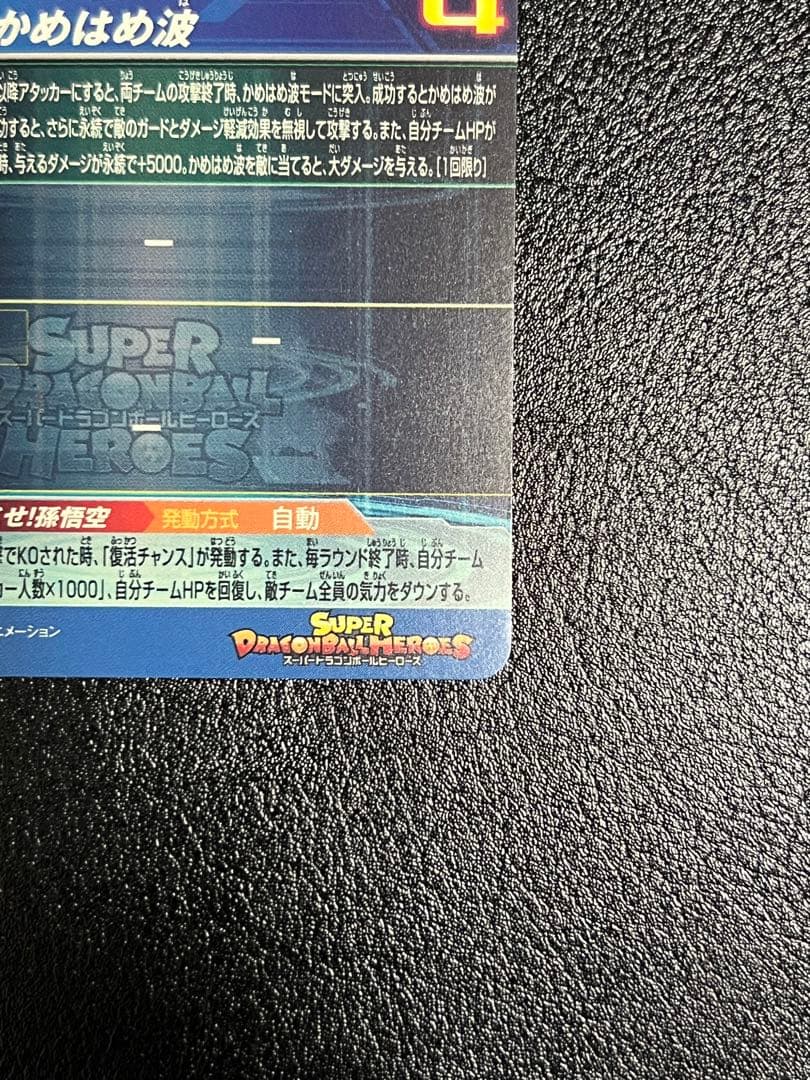 かめはめ波
4
以降アタッカーにすると、両チームの攻撃終了時、かめはめ波モードに突入。成功するとかめはめ波が
功すると、さらに永続で敵のガードとダメージ軽減効果を無視して攻撃する。また、自分チームHPが
時、与えるダメージが永続で+5000。かめはめ波を敵に当てると、大ダメージを与える。[1回限り]
SUPER
DRAGONBALL
スーパードラゴンボールヒーローズ
HEROES
せ!孫悟空 発動方式 自動
でKOされた時、「復活チャンス」が発動する。また、毎ラウンド終了時、自分チーム
カー人数×1000」、自分チームHPを回復し、敵チーム全員の気力をダウンする。
ニメーション
SUPER
DRAGONBALL HEROES
スーパードラゴンボールヒーローズ